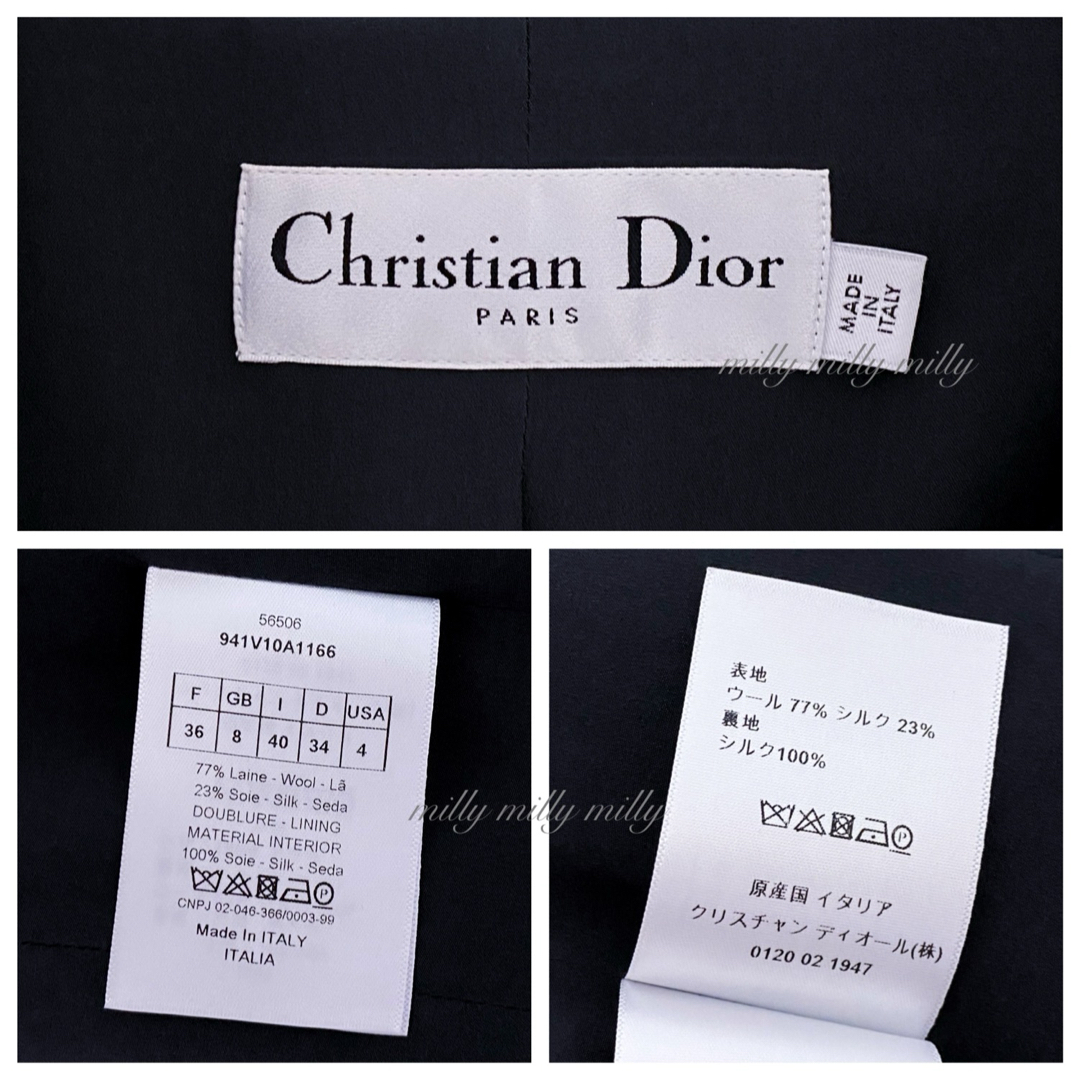 Christian Dior
PARIS
MADE
IN
ITALY
milly milly milly
56506
941V10A1166
F GB I D USA
36 8 40 34 4
77% Laine - Wool - Lã
23% Soie - Silk - Seda
DOUBLURE - LINING
MATERIAL INTERIOR
100% Soie - Silk - Seda
P
CNPJ 02-046-366/0003-99
Made In ITALY
ITALIA
milly milly milly
表地
ウール 77% シルク 23%
裏地
シルク100%
P
原産国 イタリア
クリスチャン ディオール(株)
0120 02 1947